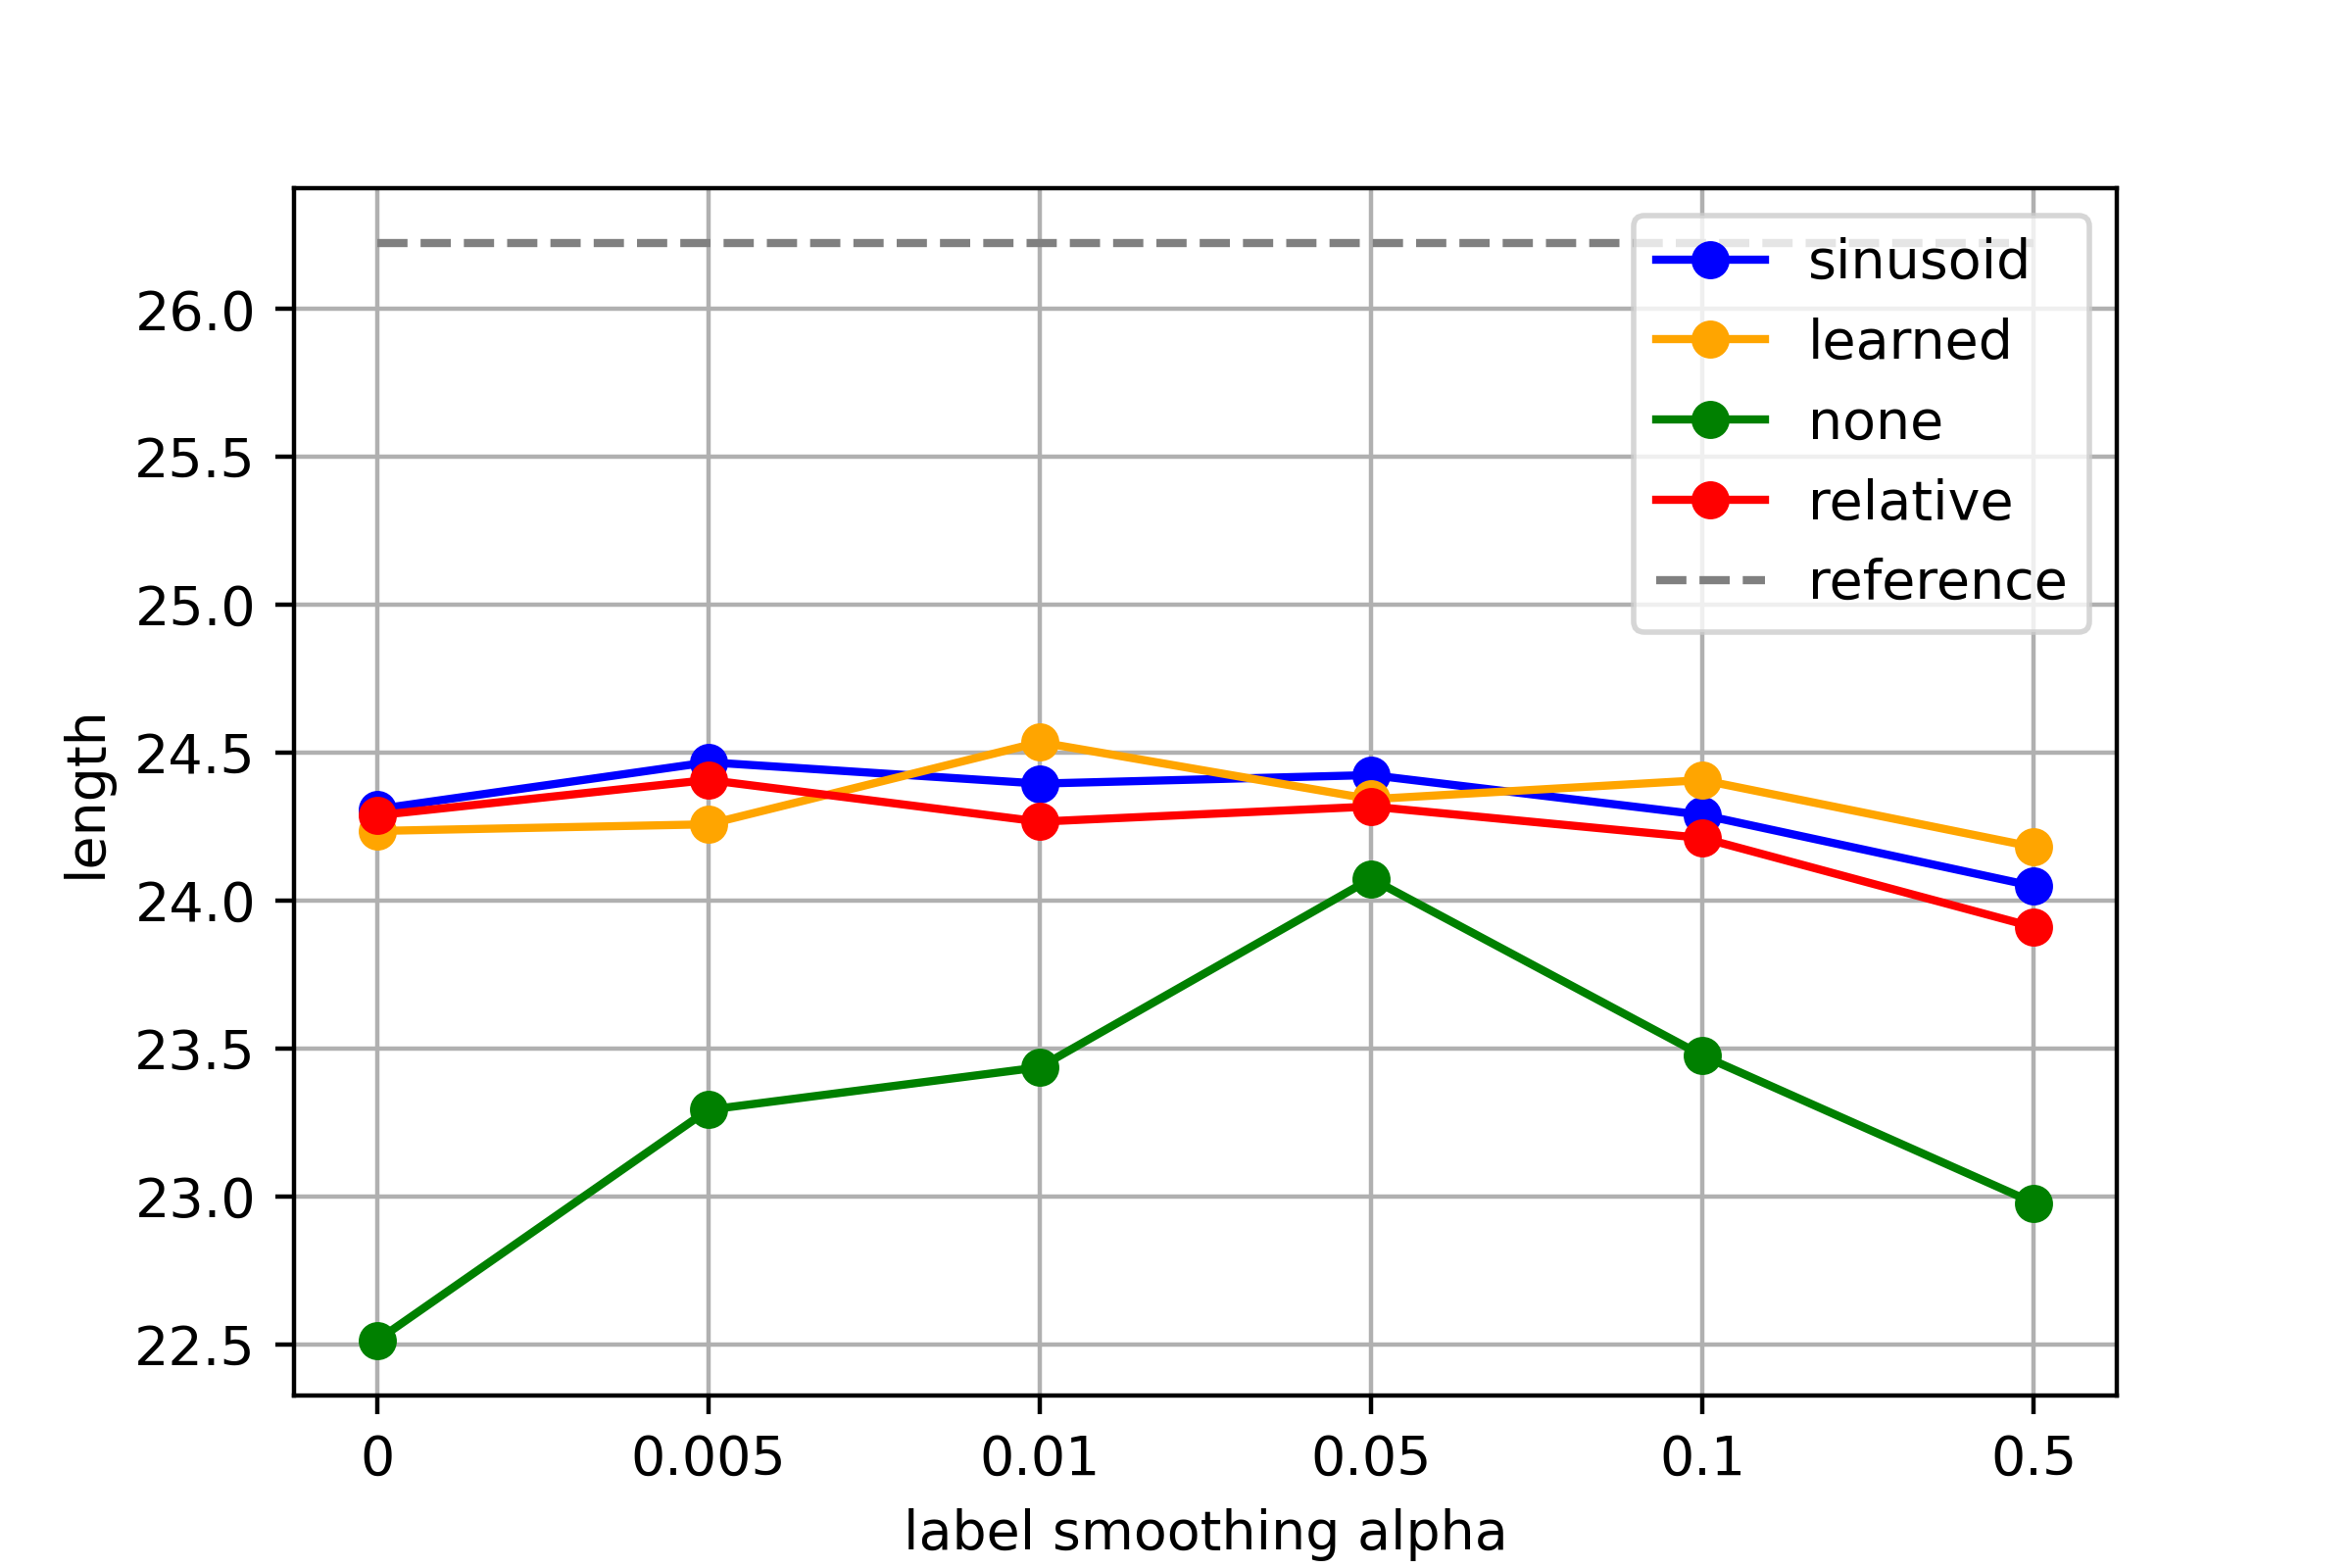 sinusoid
learned
none
relative
reference
26.0
25.5
25.0
24.5
24.0
23.5
23.0
22.5
length
0 0.005 0.01 0.05 0.1 0.5
label smoothing alpha